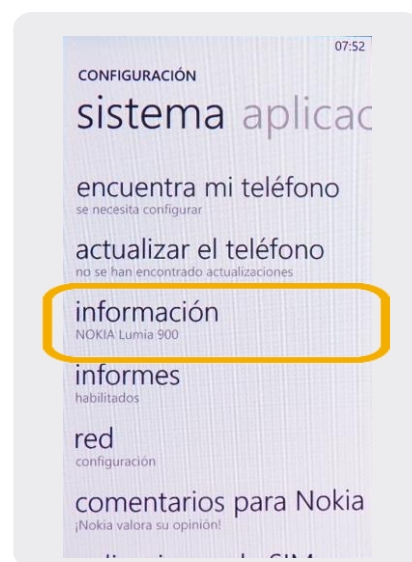 07:52
CONFIGURACIÓN
sistema aplicac
encuentra mi teléfono
se necesita configurar
actualizar el teléfono
no se han encontrado actualizaciones
información
NOKIA Lumia 900
informes
habilitados
red
configuración
comentarios para Nokia
¡Nokia valora su opinión!